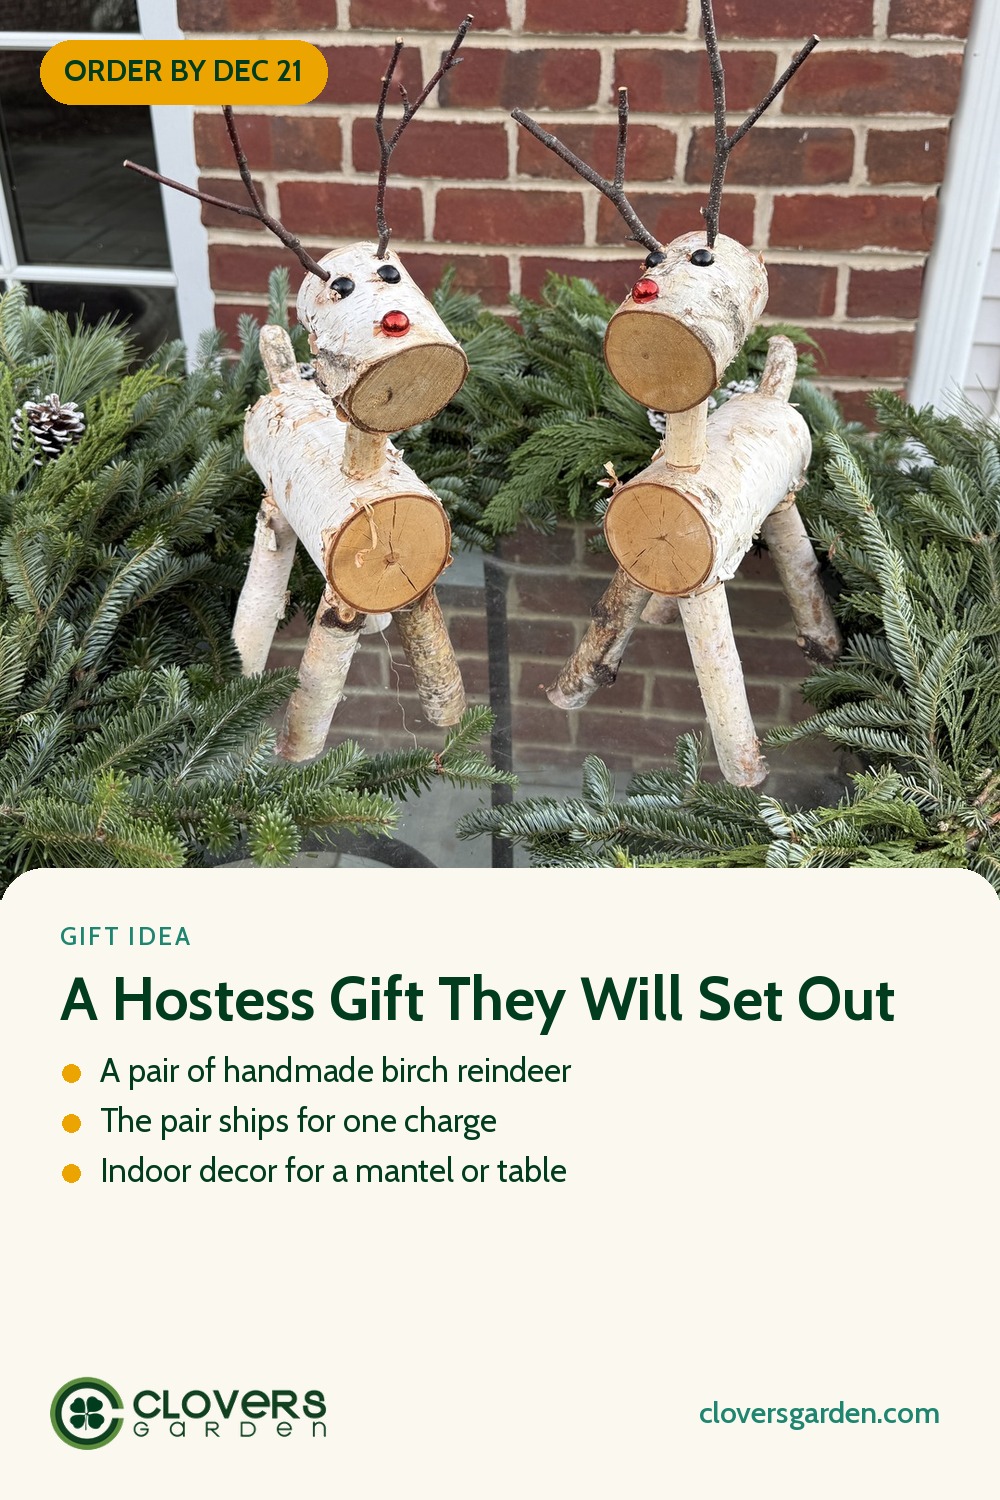 ORDER BY DEC 21
GIFT IDEA
A Hostess Gift They Will Set Out
A pair of handmade birch reindeer
The pair ships for one charge
Indoor decor for a mantel or table
CLOVERS
GARDEN
cloversgarden.com